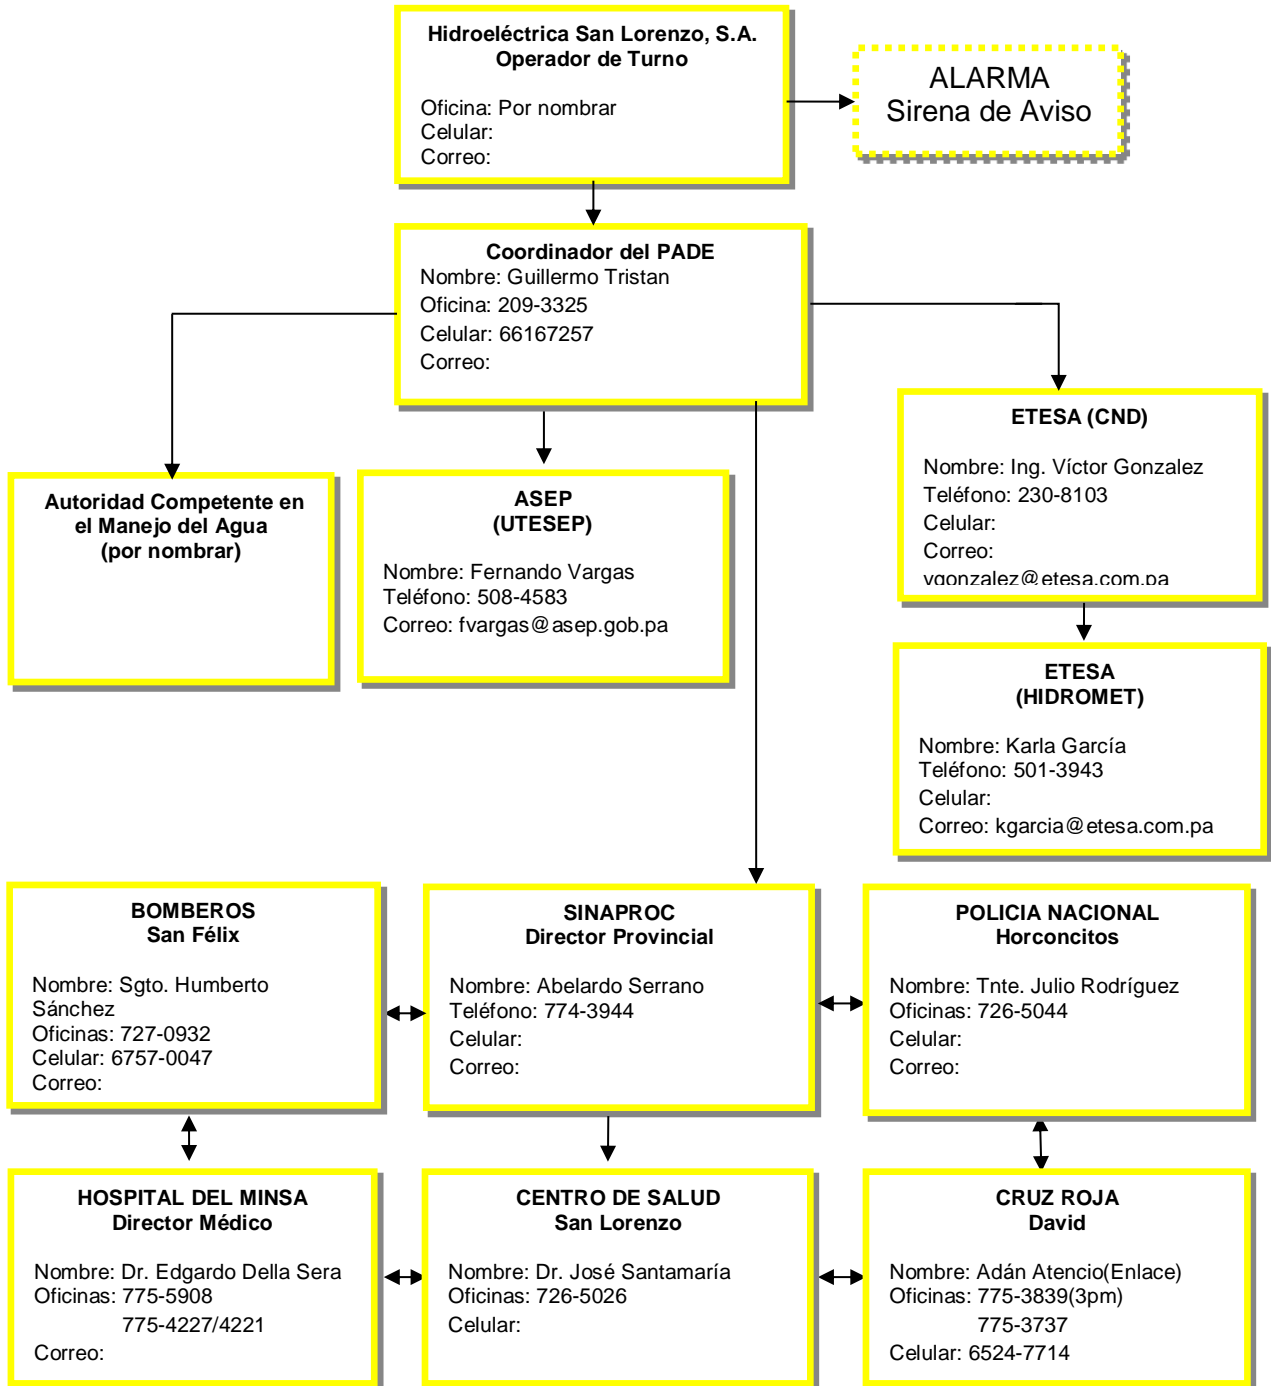 Hidroeléctrica San Lorenzo, S.A.
Operador de Turno
Oficina: Por nombrar
Celular:
Correo:
ALARMA
Sirena de Aviso
Coordinador del PADE
Nombre: Guillermo Tristan
Oficina: 209-3325
Celular: 66167257
Correo:
Autoridad Competente en
el Manejo del Agua
(por nombrar)
ASEP
(UTESEP)
Nombre: Fernando Vargas
Teléfono: 508-4583
Correo: fvargas@asep.gob.pa
ETESA (CND)
Nombre: Ing. Víctor Gonzalez
Teléfono: 230-8103
Celular:
Correo:
vgonzalez@etesa.com.pa
ETESA
(HIDROMET)
Nombre: Karla García
Teléfono: 501-3943
Celular:
Correo: kgarcia@etesa.com.pa
BOMBEROS
San Félix
Nombre: Sgto. Humberto
Sánchez
Oficinas: 727-0932
Celular: 6757-0047
Correo:
SINAPROC
Director Provincial
Nombre: Abelardo Serrano
Teléfono: 774-3944
Celular:
Correo:
POLICIA NACIONAL
Horconcitos
Nombre: Tnte. Julio Rodríguez
Oficinas: 726-5044
Celular:
Correo:
HOSPITAL DEL MINSA
Director Médico
Nombre: Dr. Edgardo Della Sera
Oficinas: 775-5908
775-4227/4221
Correo:
CENTRO DE SALUD
San Lorenzo
Nombre: Dr. José Santamaría
Oficinas: 726-5026
Celular:
CRUZ ROJA
David
Nombre: Adán Atencio(Enlace)
Oficinas: 775-3839(3pm)
775-3737
Celular: 6524-7714